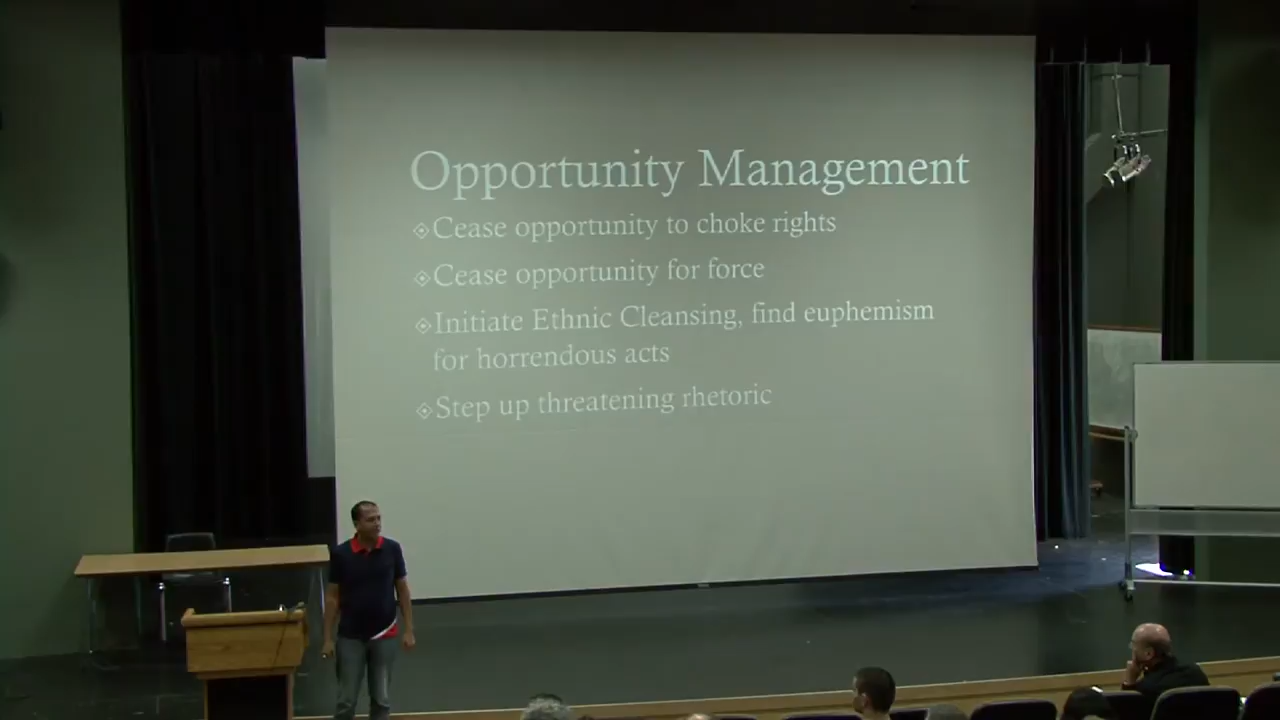 Opportunity Management
Cease opportunity to choke rights
Cease opportunity for force
Initiate Ethnic Cleansing, find euphemism
for horrendous acts
Step up threatening rhetoric